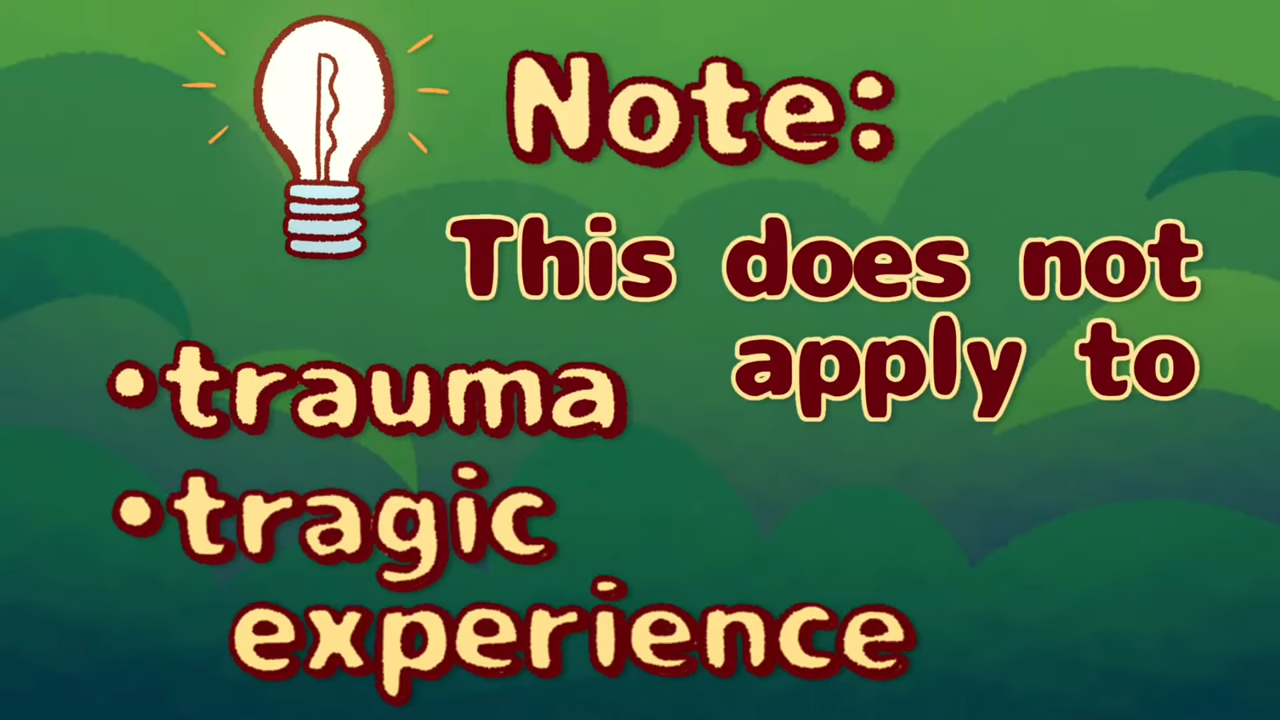 Note:
This does not
apply to
•trauma
•tragic
experience